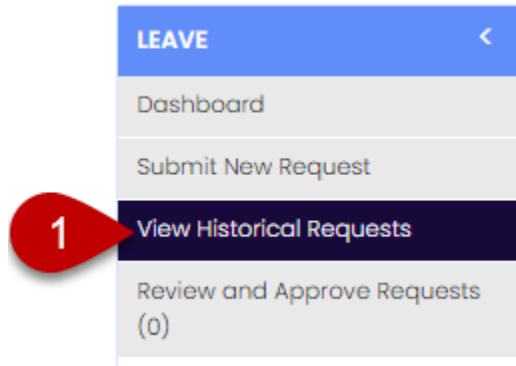 LEAVE <
Dashboard
Submit New Request
1 View Historical Requests
Review and Approve Requests
(0)